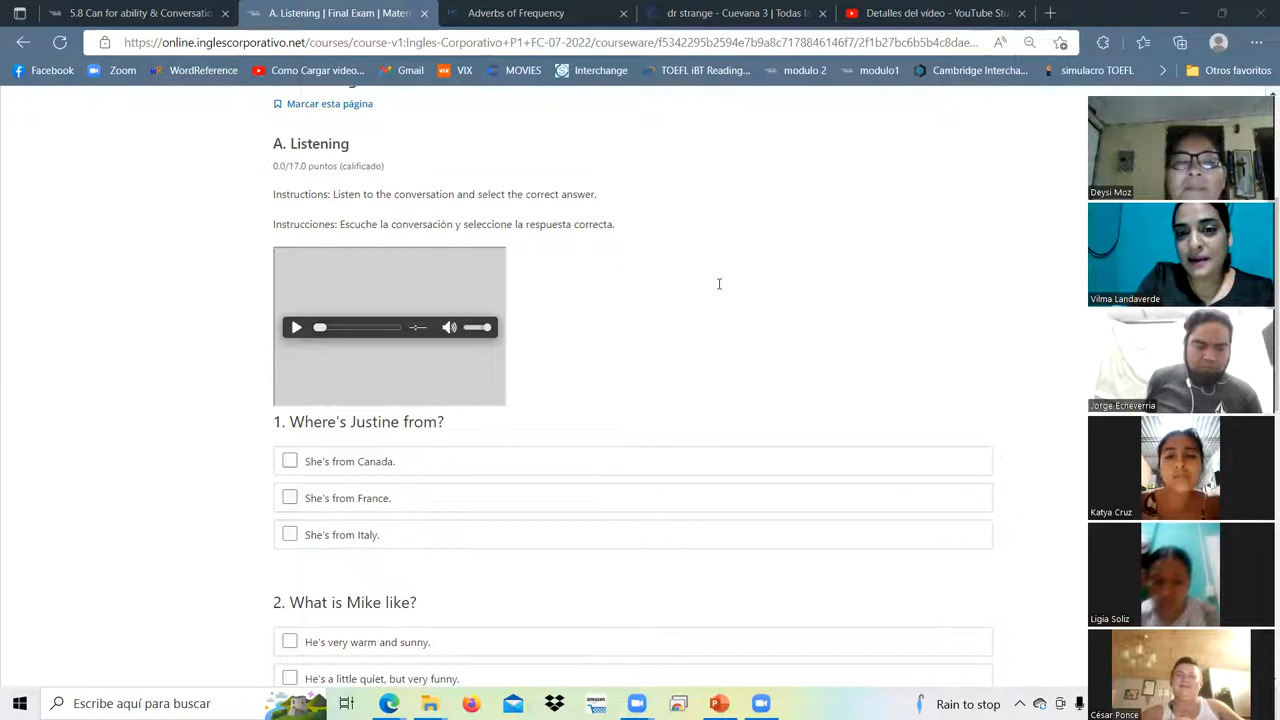 5.8 Can for ability & Conversatio
A. Listening | Final Exam | Mater
Adverbs of Frequency
dr strange - Cuevana 3 | Todas l
Detalles del vídeo - YouTube Stu
https://online.inglescorporativo.net/courses/course-v1:Ingles-Corporativo+P1+FC-07-2022/courseware/f5342295b2594e7b9a8c7178846146f7/2f1b27bc6b5b4c8dae...
Facebook
Zoom
WordReference
Como Cargar video...
Gmail
VIX
MOVIES
Interchange
TOEFL IBT Reading...
modulo 2
modulo1
Cambridge Intercha...
simulacro TOEFL
Otros favoritos
Marcar esta página
A. Listening
0.0/17.0 puntos (calificado)
Instructions: Listen to the conversation and select the correct answer.
Instrucciones: Escuche la conversación y seleccione la respuesta correcta.
1. Where's Justine from?
She's from Canada.
She's from France.
She's from Italy.
2. What is Mike like?
He's very warm and sunny.
He's a little quiet, but very funny.
Deysi Moz
Vilma Landaverde
Jorge Echeverria
Katya Cruz
Ligia Soliz
César Ponce
Escribe aquí para buscar
amazon
Rain to stop